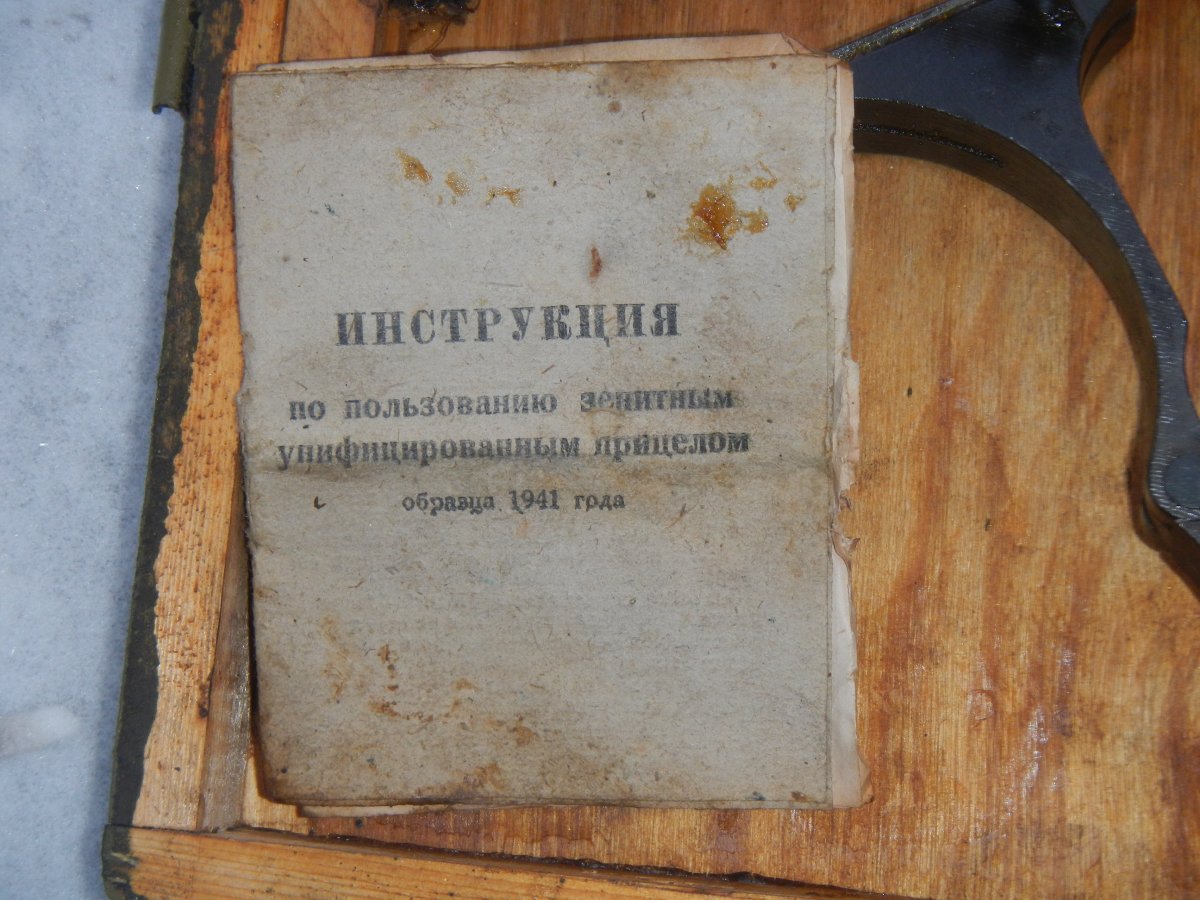 ИНСТРУКЦИЯ
по пользованию зенитным
унифицированным прицелом
образца 1941 года